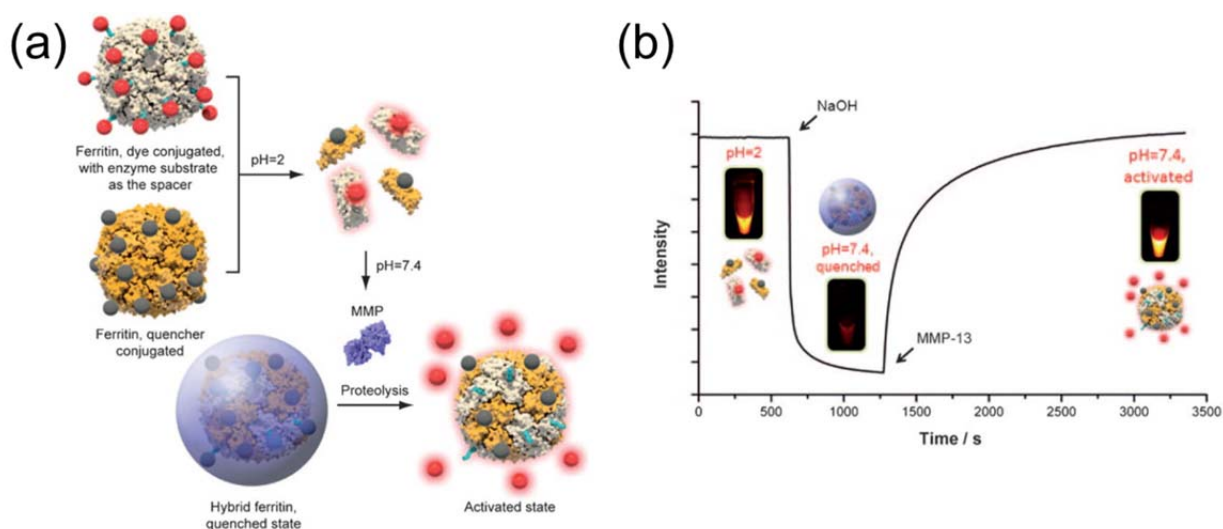 (a)
Ferritin, dye conjugated,
with enzyme substrate
as the spacer
pH=2
Ferritin, quencher
conjugated
pH=7.4
MMP
Proteolysis
Hybrid ferritin,
quenched state
Activated state
(b)
NaOH
pH=2
pH=7.4,
quenched
pH=7.4,
activated
MMP-13
Intensity
0
500
1000
1500
2000
2500
3000
3500
Time / s